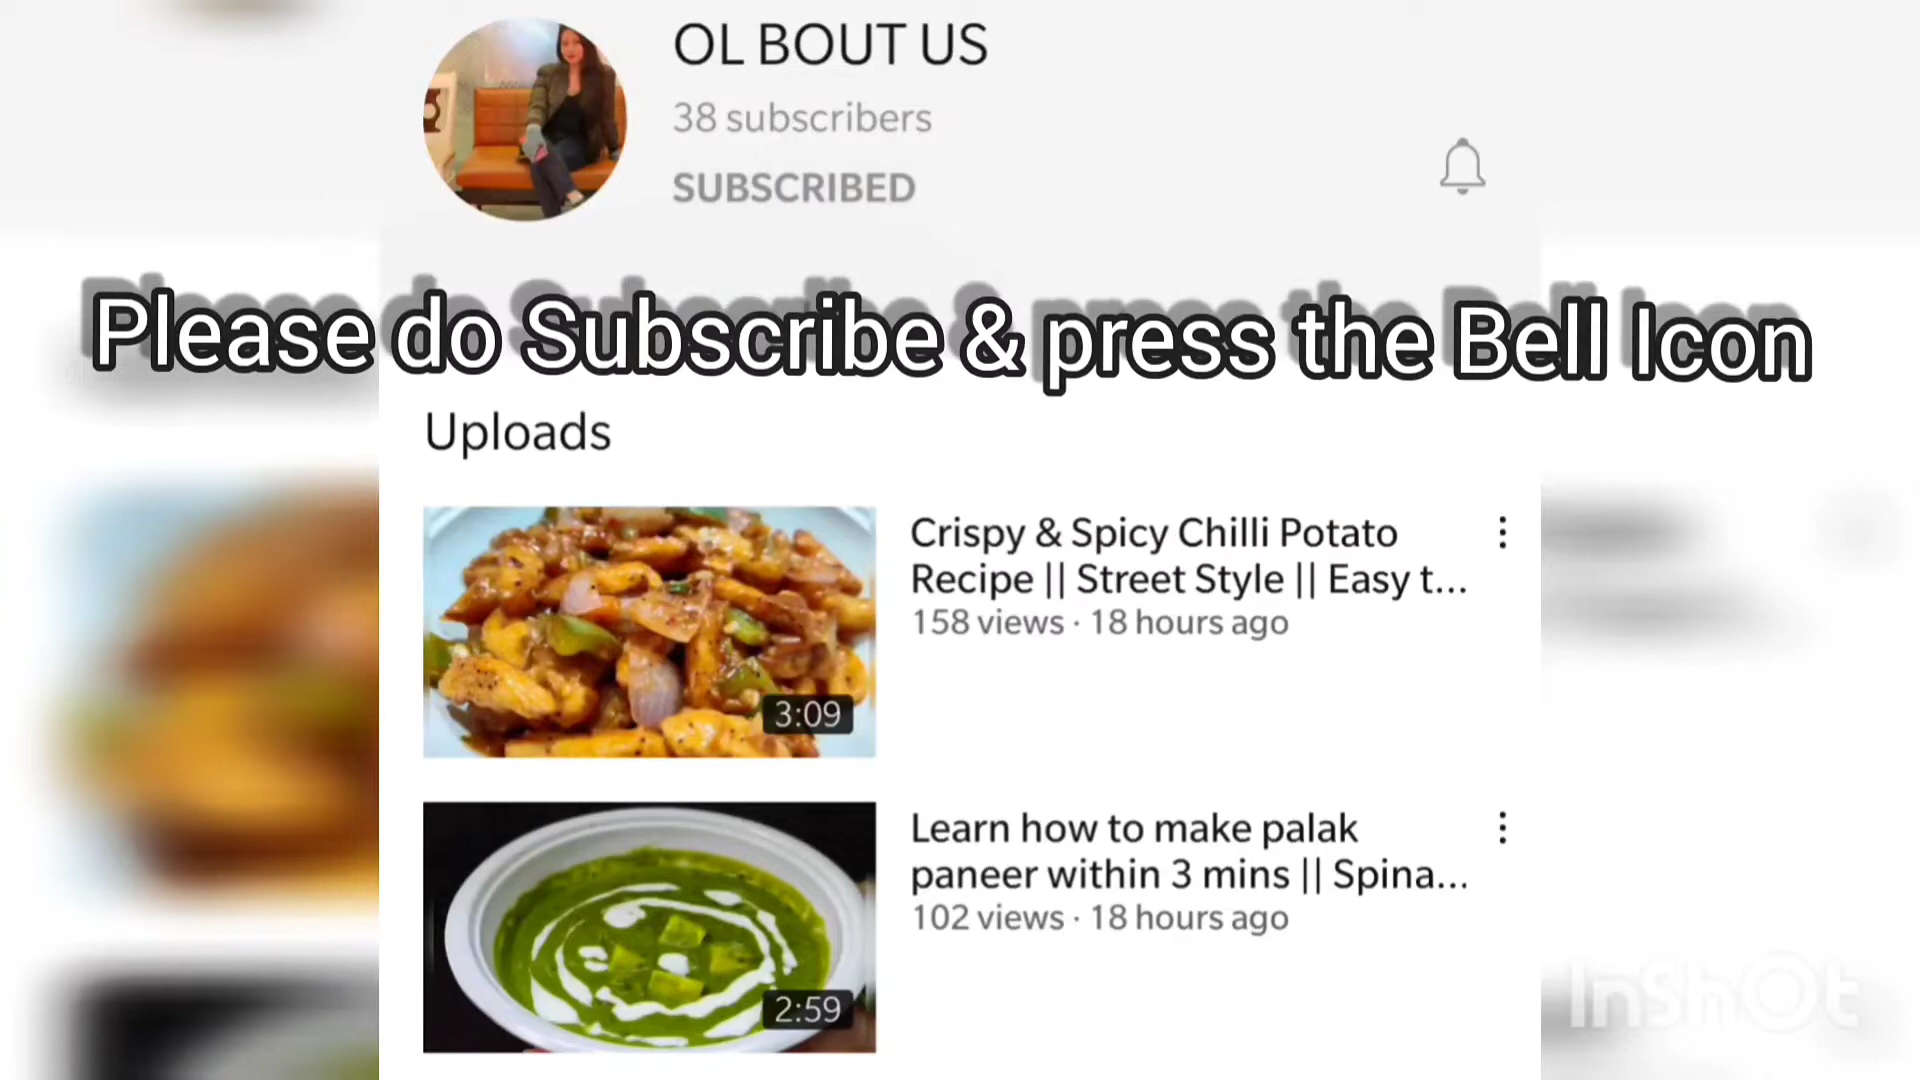 OL BOUT US
38 subscribers
SUBSCRIBED
Please do Subscribe & press the Bell Icon
Uploads
Crispy & Spicy Chilli Potato
Recipe || Street Style || Easy t...
158 views · 18 hours ago
3:09
Learn how to make palak
paneer within 3 mins || Spina...
102 views · 18 hours ago
2:59
InShOt